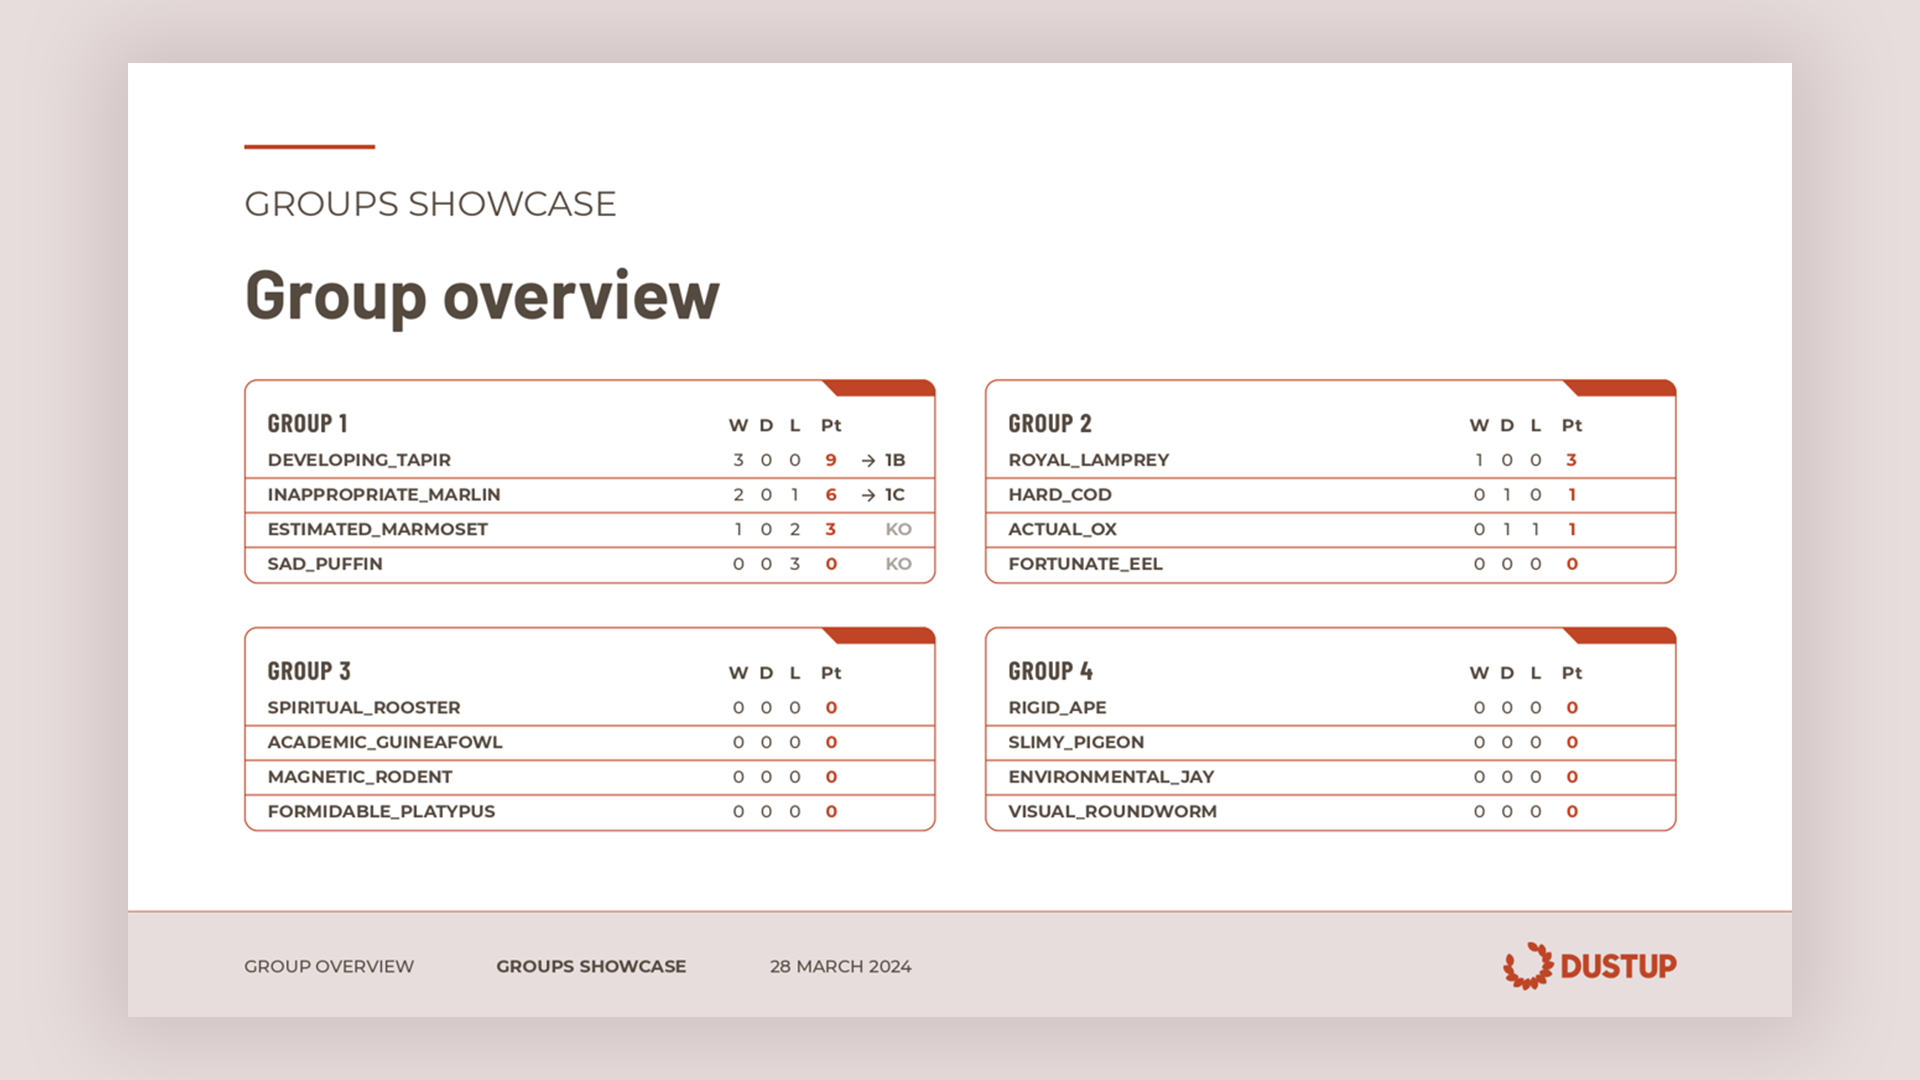 GROUPS SHOWCASE
Group overview
GROUP 1 W D L Pt
DEVELOPING_TAPIR 3 0 0 9 → 1B
INAPPROPRIATE_MARLIN 2 0 1 6 → 1C
ESTIMATED_MARMOSET 1 0 2 3 KO
SAD_PUFFIN 0 0 3 0 KO
GROUP 2 W D L Pt
ROYAL_LAMPREY 1 0 0 3
HARD_COD 0 1 0 1
ACTUAL_OX 0 1 1 1
FORTUNATE_EEL 0 0 0 0
GROUP 3 W D L Pt
SPIRITUAL_ROOSTER 0 0 0 0
ACADEMIC_GUINEAFOWL 0 0 0 0
MAGNETIC_RODENT 0 0 0 0
FORMIDABLE_PLATYPUS 0 0 0 0
GROUP 4 W D L Pt
RIGID_APE 0 0 0 0
SLIMY_PIGEON 0 0 0 0
ENVIRONMENTAL_JAY 0 0 0 0
VISUAL_ROUNDWORM 0 0 0 0
GROUP OVERVIEW GROUPS SHOWCASE 28 MARCH 2024 DUSTUP